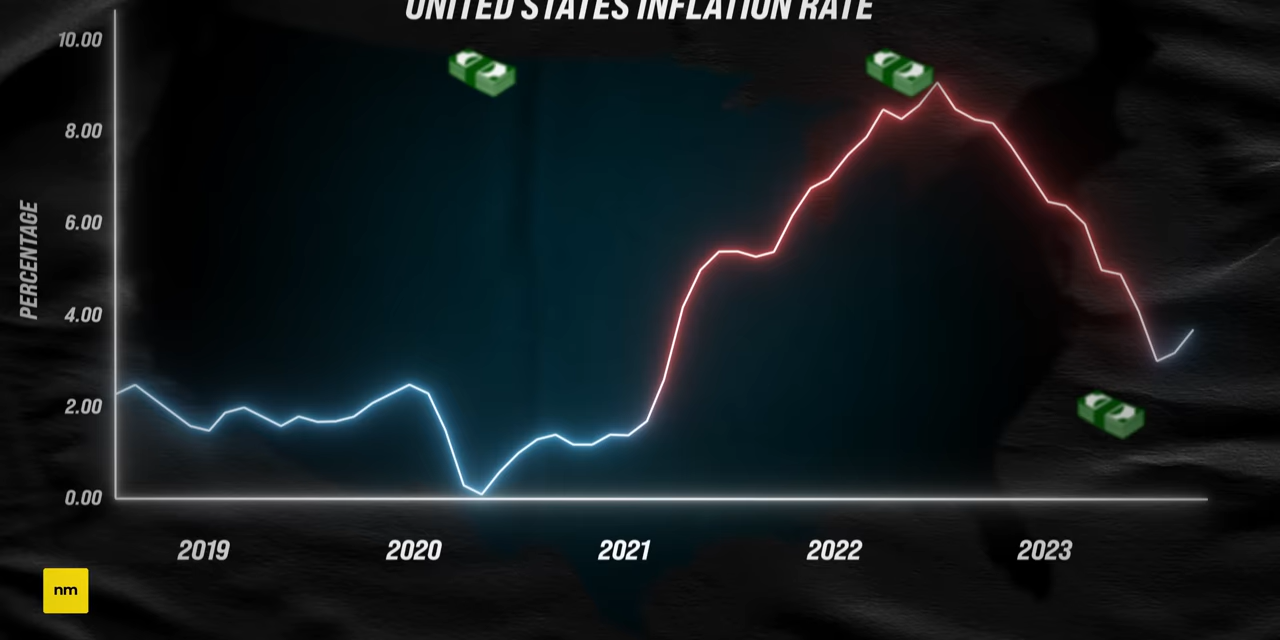 UNITED STATES INFLATION RATE
10.00
8.00
6.00
4.00
2.00
0.00
PERCENTAGE
2019 2020 2021 2022 2023
nm